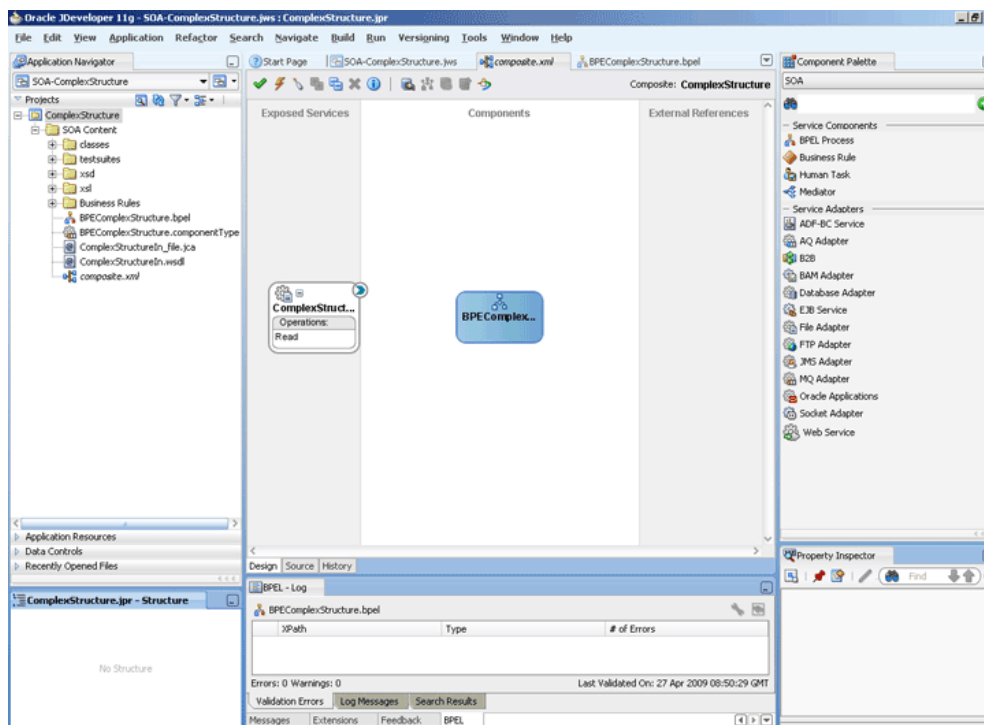 Oracle JDeveloper 11g - SOA-ComplexStructure.jws : ComplexStructure.jpr
File Edit View Application Refactor Search Navigate Build Run Versioning Tools Window Help
Application Navigator
SOA-ComplexStructure
Projects
ComplexStructure
SOA Content
classes
testsuites
xsd
xsl
Business Rules
BPEComplexStructure.bpel
BPEComplexStructure.componentType
ComplexStructureIn_file.jca
ComplexStructureIn.wsdl
composite.xml
Application Resources
Data Controls
Recently Opened Files
ComplexStructure.jpr - Structure
No Structure
Start Page SOA-ComplexStructure.jws composite.xml BPEComplexStructure.bpel
Composite: ComplexStructure
Exposed Services Components External References
ComplexStruct...
Operations:
Read
BPEComplex...
Design Source History
BPEL - Log
BPEComplexStructure.bpel
XPath Type # of Errors
Errors: 0 Warnings: 0 Last Validated On: 27 Apr 2009 08:50:29 GMT
Validation Errors Log Messages Search Results
Messages Extensions Feedback BPEL
Component Palette
SOA
Service Components
BPEL Process
Business Rule
Human Task
Mediator
Service Adapters
ADF-BC Service
AQ Adapter
B2B
BAM Adapter
Database Adapter
EJB Service
File Adapter
FTP Adapter
JMS Adapter
MQ Adapter
Oracle Applications
Socket Adapter
Web Service
Property Inspector
Find